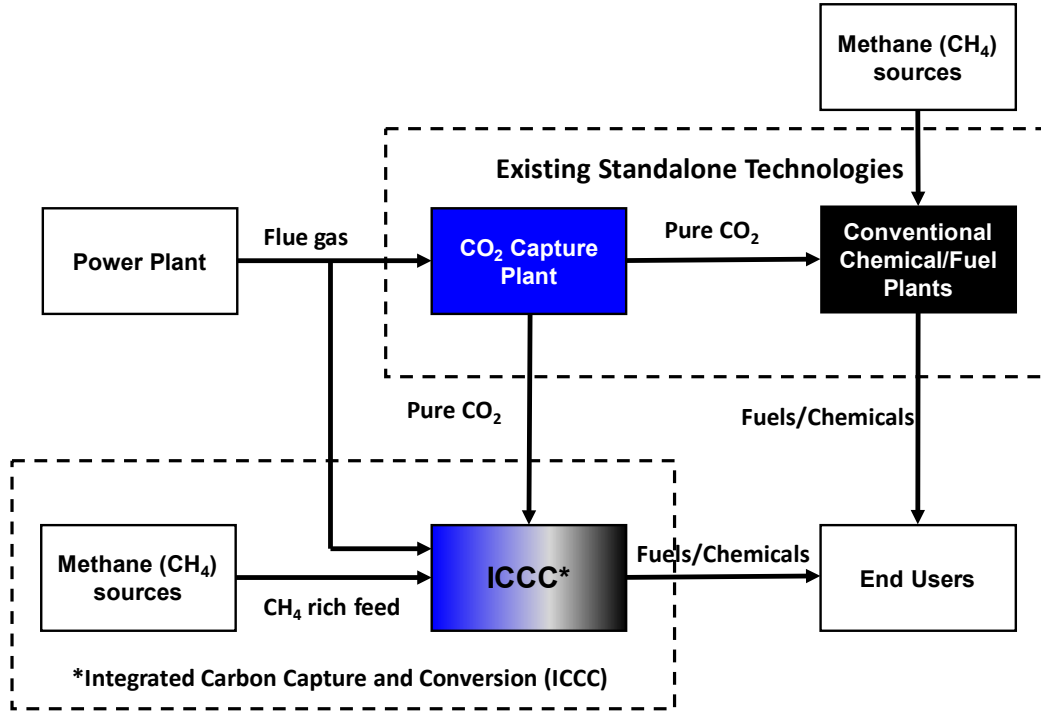 Methane (CH₄)
sources
Existing Standalone Technologies
Power Plant
Flue gas
CO₂ Capture
Plant
Pure CO₂
Conventional
Chemical/Fuel
Plants
Pure CO₂
Fuels/Chemicals
Methane (CH₄)
sources
CH₄ rich feed
ICCC*
Fuels/Chemicals
End Users
*Integrated Carbon Capture and Conversion (ICCC)